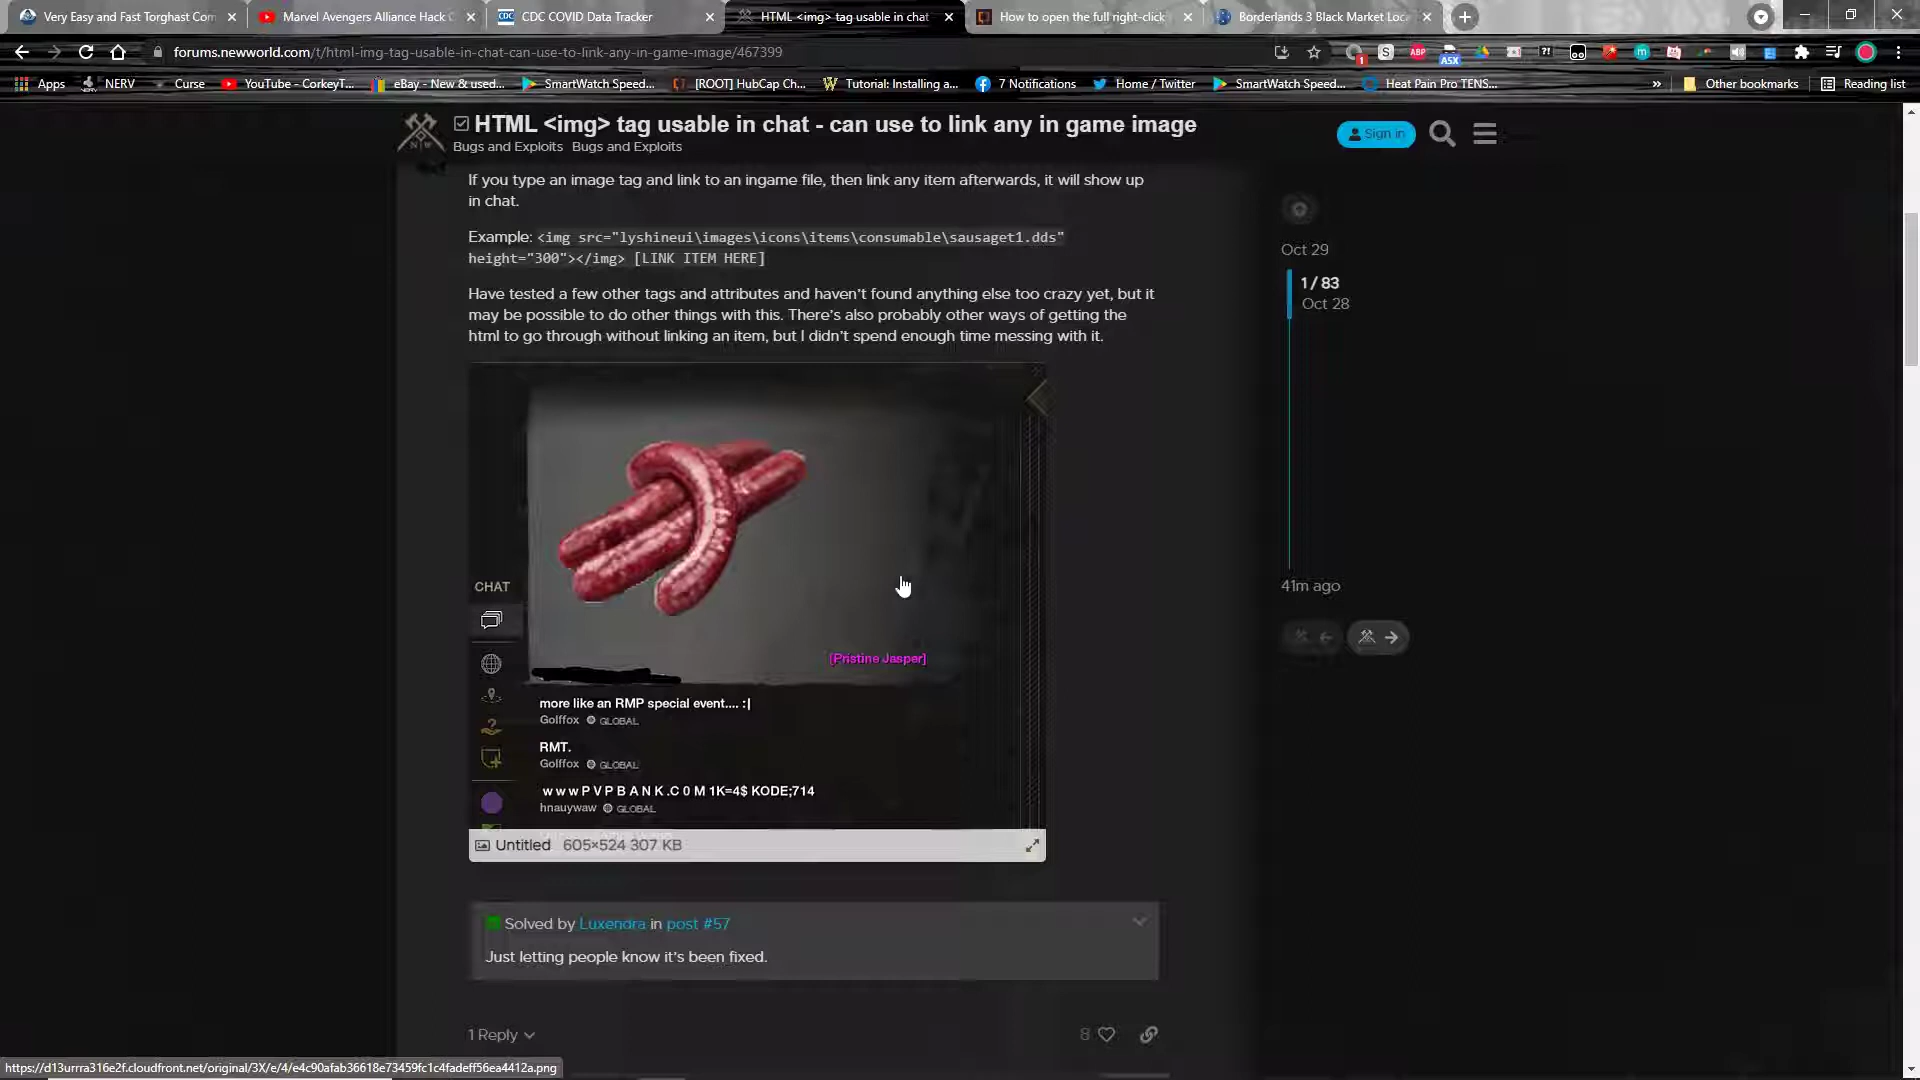 Very Easy and Fast Torghast Com
Marvel Avengers Alliance Hack C
CDC
CDC COVID Data Tracker
HTML <img> tag usable in chat
How to open the full right-click
Borderlands 3 Black Market Loca
forums.newworld.com/t/html-img-tag-usable-in-chat-can-use-to-link-any-in-game-image/467399
1
S
ABP
A5X
!?
m
Apps
NERV
Curse
YouTube - CorkeyT...
eBay - New & used...
SmartWatch Speed...
[ROOT] HubCap Ch...
W
Tutorial: Installing a...
7 Notifications
Home / Twitter
SmartWatch Speed...
Heat Pain Pro TENS...
»
Other bookmarks
Reading list
HTML <img> tag usable in chat - can use to link any in game image
Bugs and Exploits Bugs and Exploits
Sign in
If you type an image tag and link to an ingame file, then link any item afterwards, it will show up
in chat.
Example: <img src="lyshineui\images\icons\items\consumable\sausaget1.dds"
height="300"></img> [LINK ITEM HERE]
Have tested a few other tags and attributes and haven't found anything else too crazy yet, but it
may be possible to do other things with this. There's also probably other ways of getting the
html to go through without linking an item, but I didn't spend enough time messing with it.
Oct 29
1 / 83
Oct 28
41m ago
CHAT
[Pristine Jasper]
more like an RMP special event.... :|
Golffox GLOBAL
RMT.
Golffox GLOBAL
w w w P V P B A N K .C 0 M 1K=4$ KODE;714
hnauywaw GLOBAL
Untitled 605×524 307 KB
Solved by Luxendra in post #57
Just letting people know it's been fixed.
1 Reply
8
https://d13urrra316e2f.cloudfront.net/original/3X/e/4/e4c90afab36618e73459fc1c4fadeff56ea4412a.png